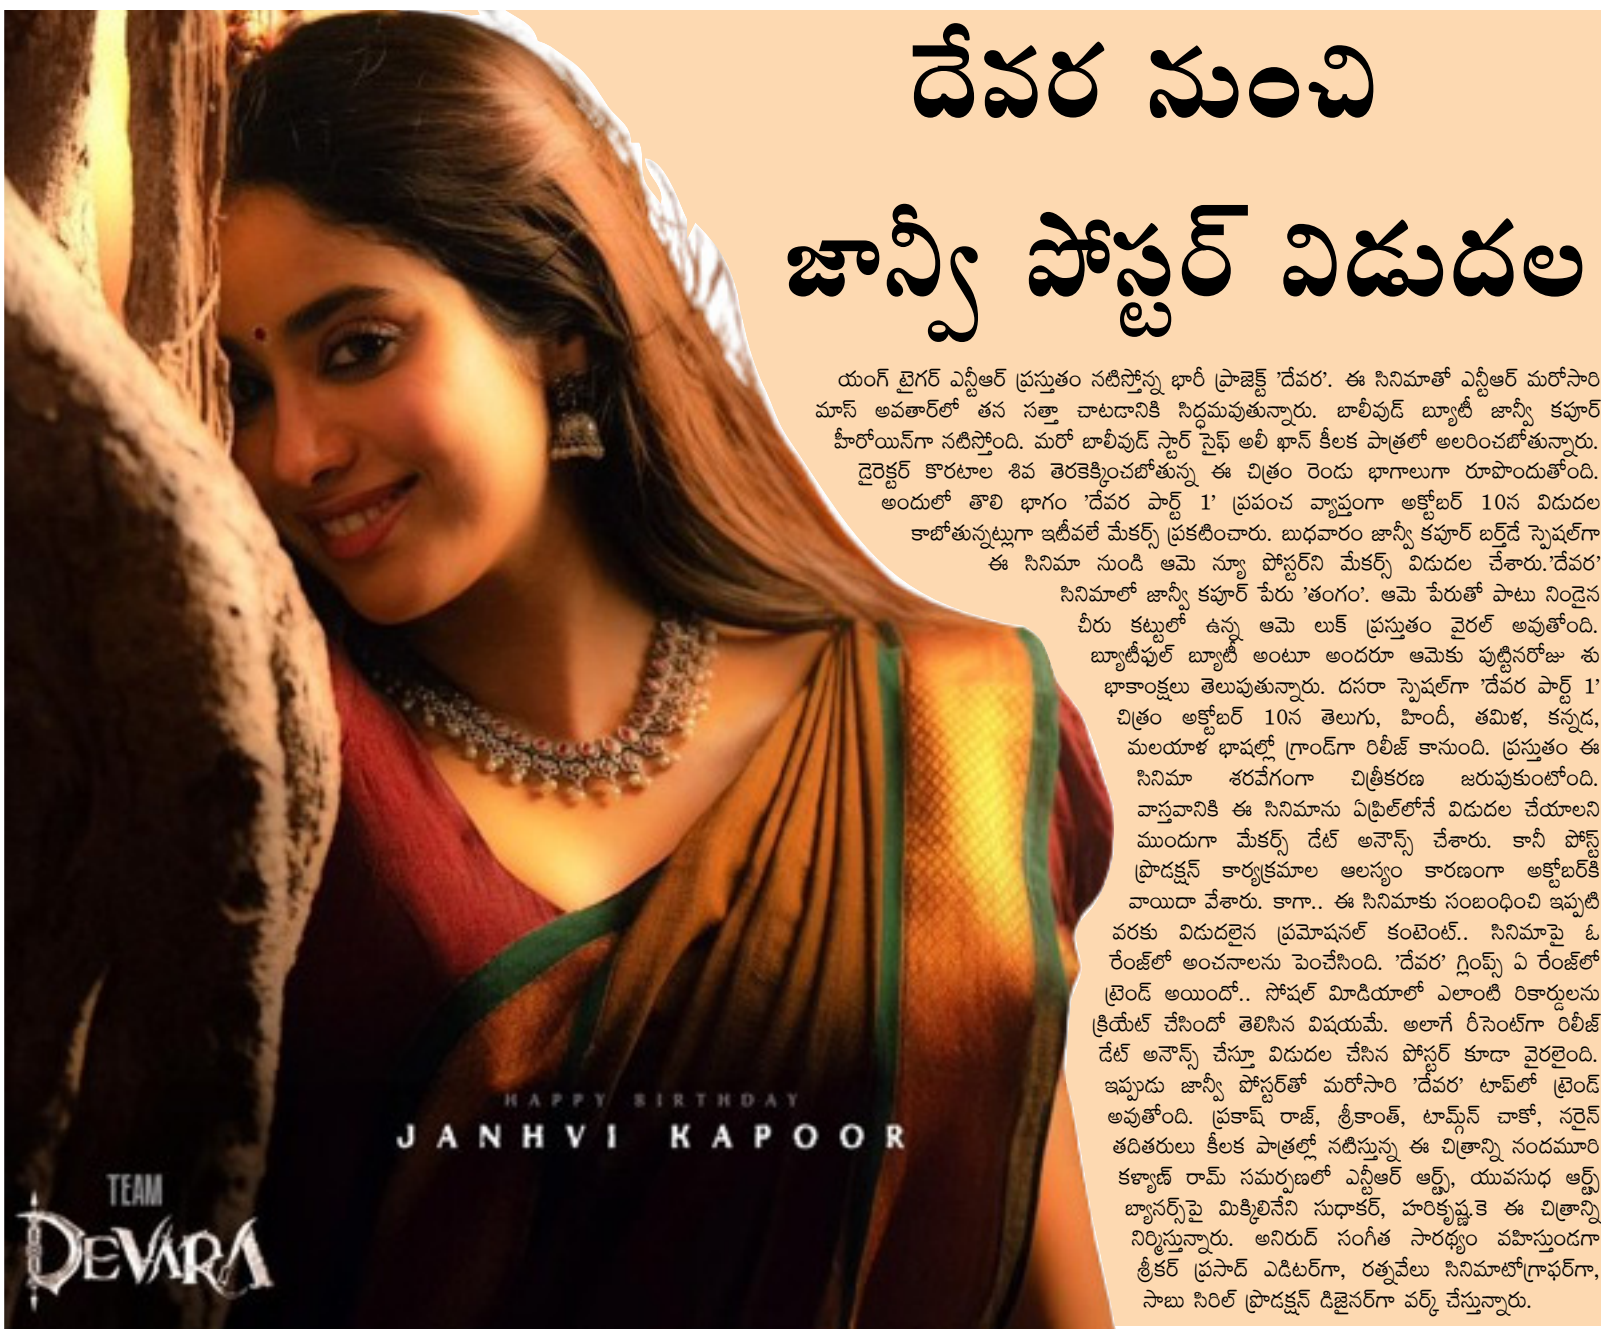 దేవర నుంచి
జాన్వీ పోస్టర్ విడుదల
యంగ్ టైగర్ ఎన్టీఆర్ ప్రస్తుతం నటిస్తోన్న భారీ ప్రాజెక్ట్ 'దేవర'. ఈ సినిమాతో ఎన్టీఆర్ మరోసారి
మాస్ అవతార్‌లో తన సత్తా చాటడానికి సిద్ధమవుతున్నారు. బాలీవుడ్ బ్యూటీ జాన్వీ కపూర్
హీరోయిన్‌గా నటిస్తోంది. మరో బాలీవుడ్ స్టార్ సైఫ్ అలీ ఖాన్ కీలక పాత్రలో అలరించబోతున్నారు.
డైరెక్టర్ కొరటాల శివ తెరకెక్కించబోతున్న ఈ చిత్రం రెండు భాగాలుగా రూపొందుతోంది.
అందులో తొలి భాగం 'దేవర పార్ట్ 1' ప్రపంచ వ్యాప్తంగా అక్టోబర్ 10న విడుదల
కాబోతున్నట్లుగా ఇటీవలే మేకర్స్ ప్రకటించారు. బుధవారం జాన్వీ కపూర్ బర్త్‌డే స్పెషల్‌గా
ఈ సినిమా నుండి ఆమె న్యూ పోస్టర్‌ని మేకర్స్ విడుదల చేశారు.'దేవర'
సినిమాలో జాన్వీ కపూర్ పేరు 'తంగం'. ఆమె పేరుతో పాటు నిండైన
చీరు కట్టులో ఉన్న ఆమె లుక్ ప్రస్తుతం వైరల్ అవుతోంది.
బ్యూటీఫుల్ బ్యూటీ అంటూ అందరూ ఆమెకు పుట్టినరోజు శు
భాకాంక్షలు తెలుపుతున్నారు. దసరా స్పెషల్‌గా 'దేవర పార్ట్ 1'
చిత్రం అక్టోబర్ 10న తెలుగు, హిందీ, తమిళ, కన్నడ,
మలయాళ భాషల్లో గ్రాండ్‌గా రిలీజ్ కానుంది. ప్రస్తుతం ఈ
సినిమా శరవేగంగా చిత్రీకరణ జరుపుకుంటోంది.
వాస్తవానికి ఈ సినిమాను ఏప్రిల్‌లోనే విడుదల చేయాలని
ముందుగా మేకర్స్ డేట్ అనౌన్స్ చేశారు. కానీ పోస్ట్
ప్రొడక్షన్ కార్యక్రమాల ఆలస్యం కారణంగా అక్టోబర్‌కి
వాయిదా వేశారు. కాగా.. ఈ సినిమాకు సంబంధించి ఇప్పటి
వరకు విడుదలైన ప్రమోషనల్ కంటెంట్.. సినిమాపై ఓ
రేంజ్‌లో అంచనాలను పెంచేసింది. 'దేవర' గ్లింప్స్ ఏ రేంజ్‌లో
ట్రెండ్ అయిందో.. సోషల్ మీడియాలో ఎలాంటి రికార్డులను
క్రియేట్ చేసిందో తెలిసిన విషయమే. అలాగే రీసెంట్‌గా రిలీజ్
డేట్ అనౌన్స్ చేస్తూ విడుదల చేసిన పోస్టర్ కూడా వైరలైంది.
ఇప్పుడు జాన్వీ పోస్టర్‌తో మరోసారి 'దేవర' టాప్‌లో ట్రెండ్
అవుతోంది. ప్రకాష్ రాజ్, శ్రీకాంత్, టామ్గ్‌న్ చాకో, నరైన్
తదితరులు కీలక పాత్రల్లో నటిస్తున్న ఈ చిత్రాన్ని నందమూరి
కళ్యాణ్ రామ్ సమర్పణలో ఎన్టీఆర్ ఆర్ట్స్, యువసుధ ఆర్ట్స్
బ్యానర్స్‌పై మిక్కిలినేని సుధాకర్, హరికృష్ణ.కె ఈ చిత్రాన్ని
నిర్మిస్తున్నారు. అనిరుద్ సంగీత సారథ్యం వహిస్తుండగా
శ్రీకర్ ప్రసాద్ ఎడిటర్‌గా, రత్నవేలు సినిమాటోగ్రాఫర్‌గా,
సాబు సిరిల్ ప్రొడక్షన్ డిజైనర్‌గా వర్క్ చేస్తున్నారు.
HAPPY BIRTHDAY
JANHVI KAPOOR
TEAM
DEVARA